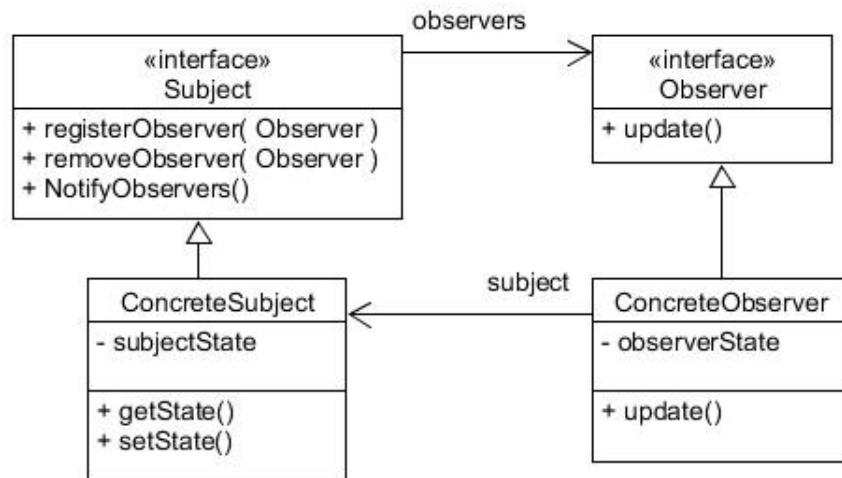 observers
«interface»
Subject
+ registerObserver( Observer )
+ removeObserver( Observer )
+ NotifyObservers()
«interface»
Observer
+ update()
subject
ConcreteSubject
- subjectState
+ getState()
+ setState()
ConcreteObserver
- observerState
+ update()